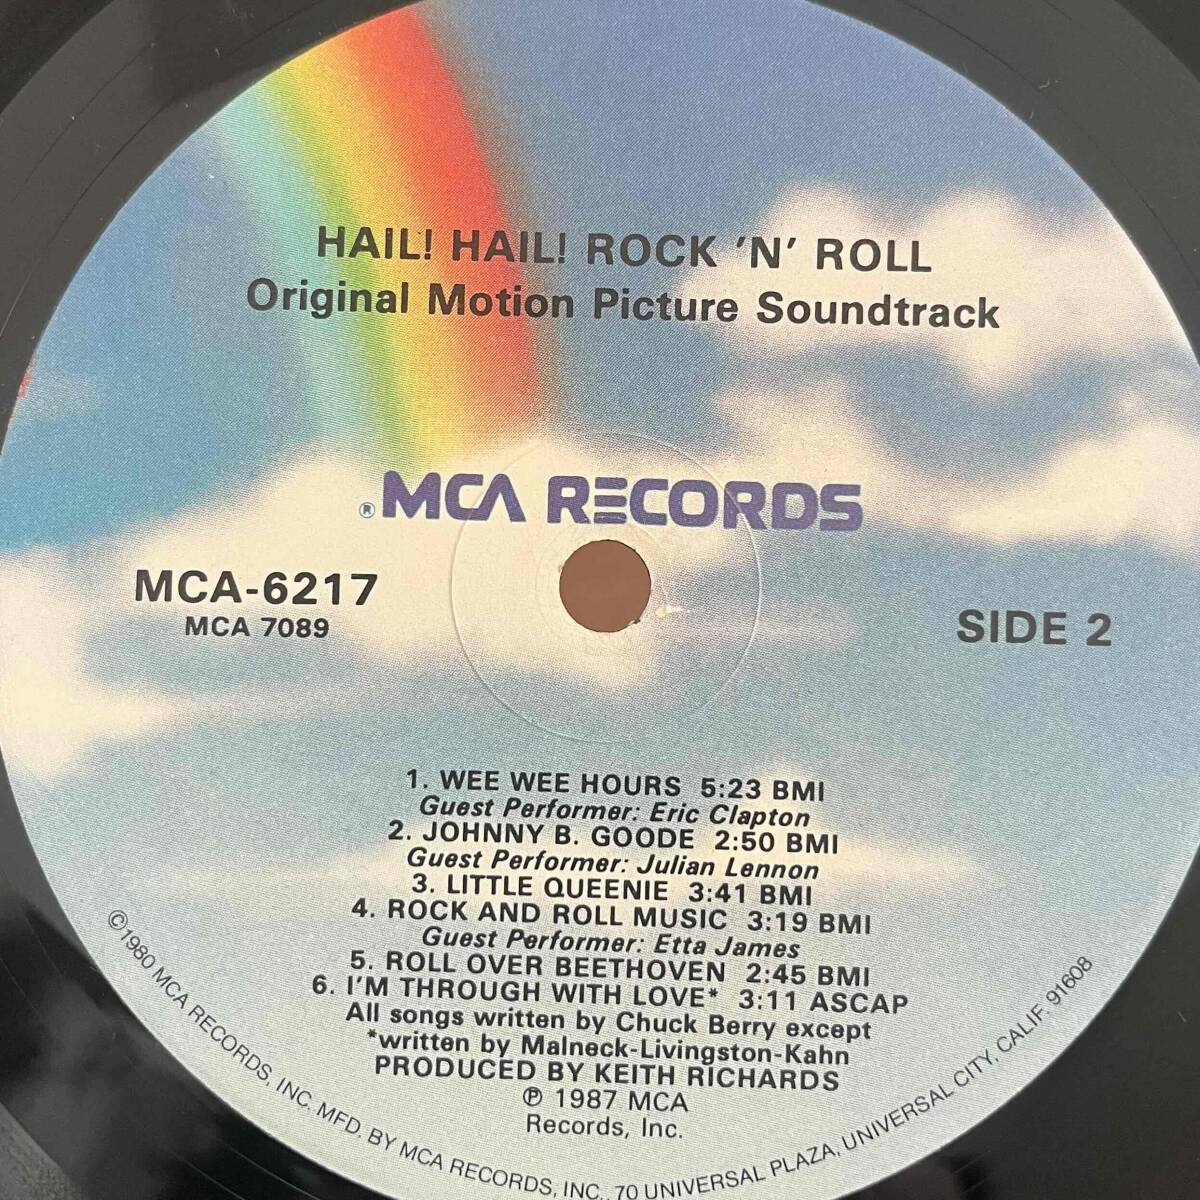 HAIL! HAIL! ROCK 'N' ROLL
Original Motion Picture Soundtrack
® MCA RECORDS
MCA-6217
MCA 7089
SIDE 2
1. WEE WEE HOURS 5:23 BMI
Guest Performer: Eric Clapton
2. JOHNNY B. GOODE 2:50 BMI
Guest Performer: Julian Lennon
3. LITTLE QUEENIE 3:41 BMI
4. ROCK AND ROLL MUSIC 3:19 BMI
Guest Performer: Etta James
5. ROLL OVER BEETHOVEN 2:45 BMI
6. I'M THROUGH WITH LOVE* 3:11 ASCAP
All songs written by Chuck Berry except
*written by Malneck-Livingston-Kahn
PRODUCED BY KEITH RICHARDS
℗ 1987 MCA
Records, Inc.
©1980 MCA RECORDS, INC. MFD. BY MCA RECORDS, INC., 70 UNIVERSAL PLAZA, UNIVERSAL CITY, CALIF. 91608